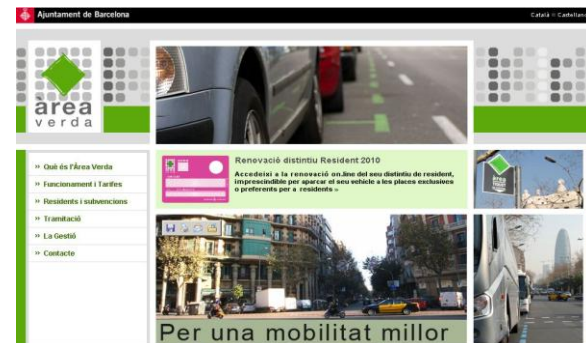 Ajuntament de Barcelona
Català :: Castellano
àrea
verda
» Què és l'Àrea Verda
» Funcionament i Tarifes
» Residents i subvencions
» Tramitació
» La Gestió
» Contacte
Renovació distintiu Resident 2010
Accedeixi a la renovació on.line del seu distintiu de resident,
imprescindible per aparcar el seu vehicle a les places exclusives
o preferents per a residents »
Per una mobilitat millor